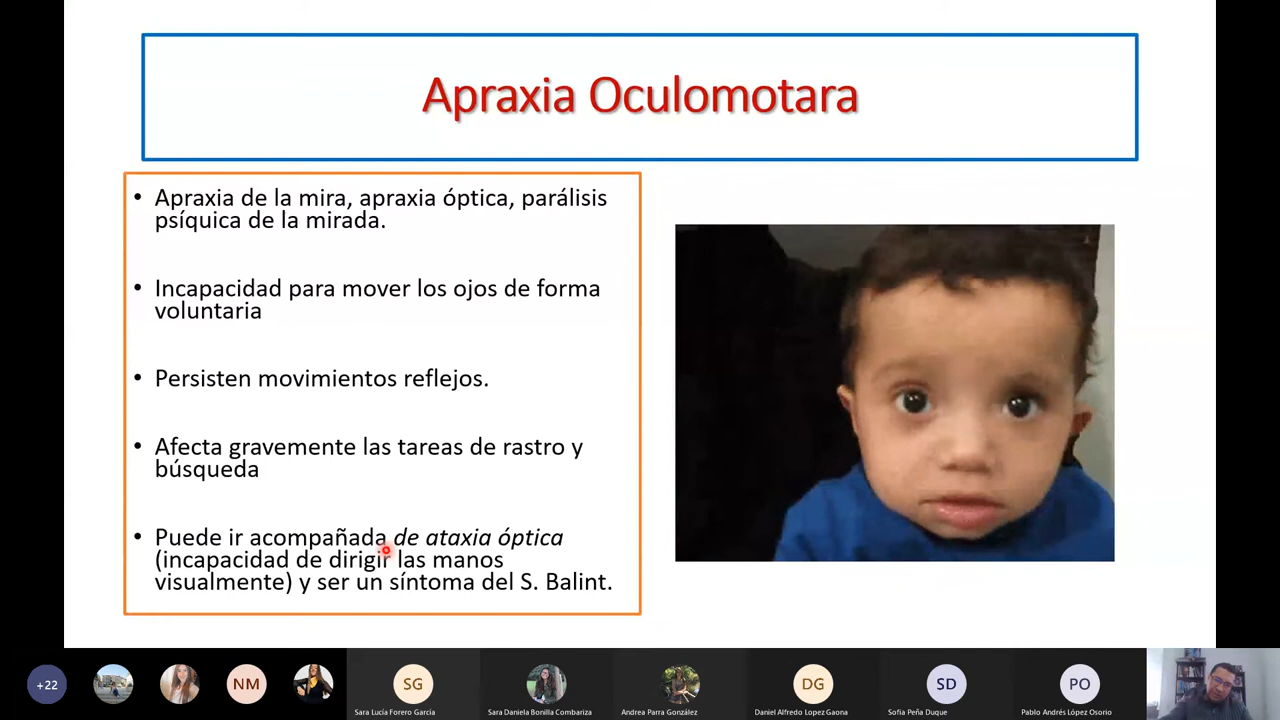 Apraxia Oculomotara
• Apraxia de la mira, apraxia óptica, parálisis
psíquica de la mirada.
• Incapacidad para mover los ojos de forma
voluntaria
• Persisten movimientos reflejos.
• Afecta gravemente las tareas de rastro y
búsqueda
• Puede ir acompañada de ataxia óptica
(incapacidad de dirigir las manos
visualmente) y ser un síntoma del S. Balint.
+22
NM
SG
DG
SD
PO
Sara Lucía Forero García
Sara Daniela Bonilla Combariza
Andrea Parra González
Daniel Alfredo Lopez Gaona
Sofía Peña Duque
Pablo Andrés López Osorio